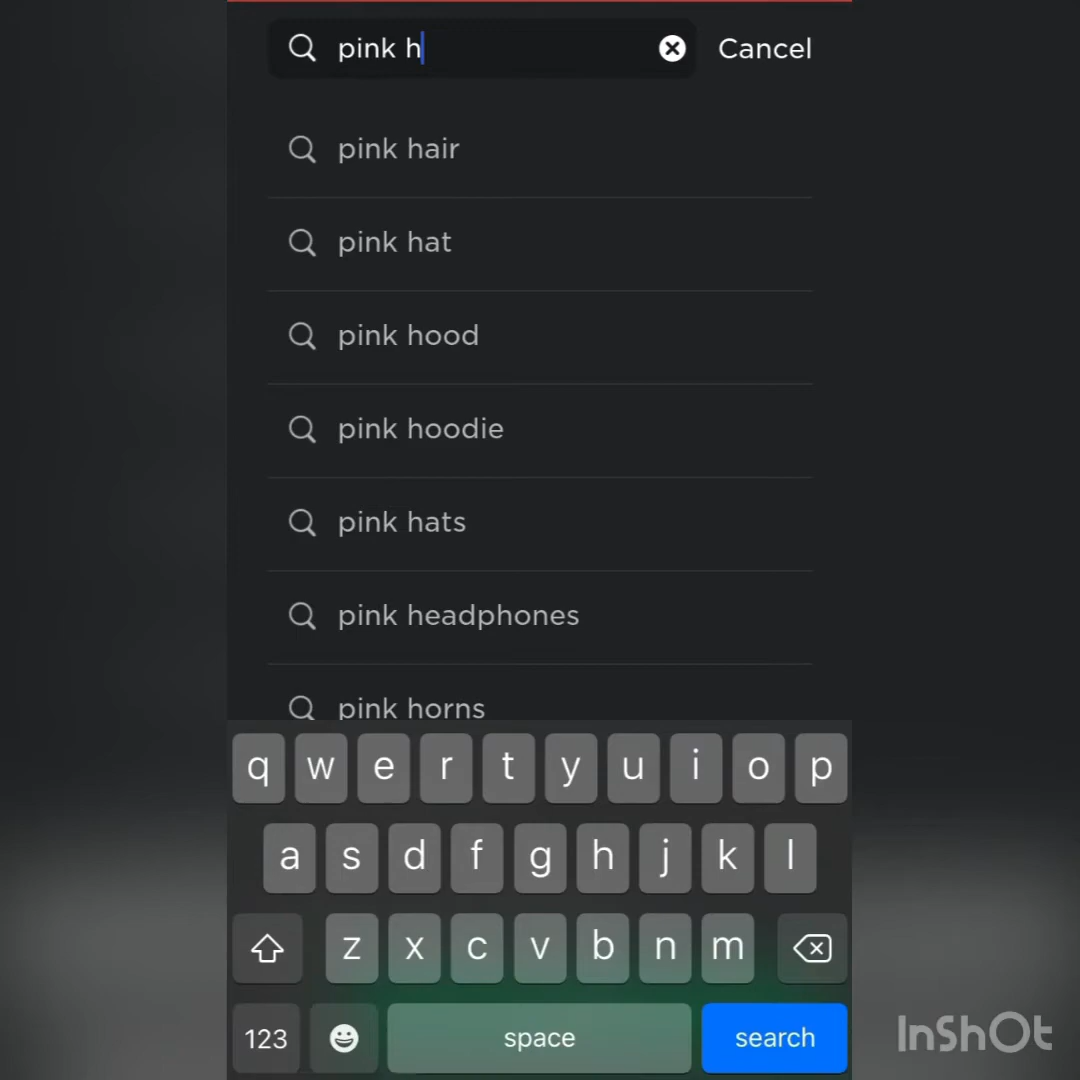 pink h
Cancel
pink hair
pink hat
pink hood
pink hoodie
pink hats
pink headphones
pink horns
q w e r t y u i o p
a s d f g h j k l
z x c v b n m
123 space search
InShOt